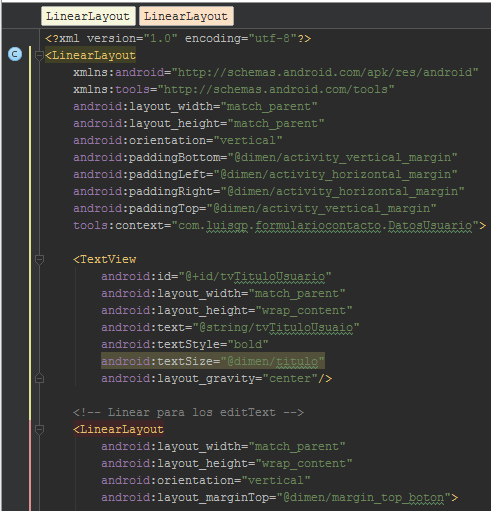 LinearLayout LinearLayout
<?xml version="1.0" encoding="utf-8"?>
C <LinearLayout
xmlns:android="http://schemas.android.com/apk/res/android"
xmlns:tools="http://schemas.android.com/tools"
android:layout_width="match_parent"
android:layout_height="match_parent"
android:orientation="vertical"
android:paddingBottom="@dimen/activity_vertical_margin"
android:paddingLeft="@dimen/activity_horizontal_margin"
android:paddingRight="@dimen/activity_horizontal_margin"
android:paddingTop="@dimen/activity_vertical_margin"
tools:context="com.luisgp.formulariocontacto.DatosUsuario">
<TextView
android:id="@+id/tvTituloUsuario"
android:layout_width="match_parent"
android:layout_height="wrap_content"
android:text="@string/tvTituloUsuaio"
android:textStyle="bold"
android:textSize="@dimen/titulo"
android:layout_gravity="center"/>
<!-- Linear para los editText -->
<LinearLayout
android:layout_width="match_parent"
android:layout_height="wrap_content"
android:orientation="vertical"
android:layout_marginTop="@dimen/margin_top_boton">